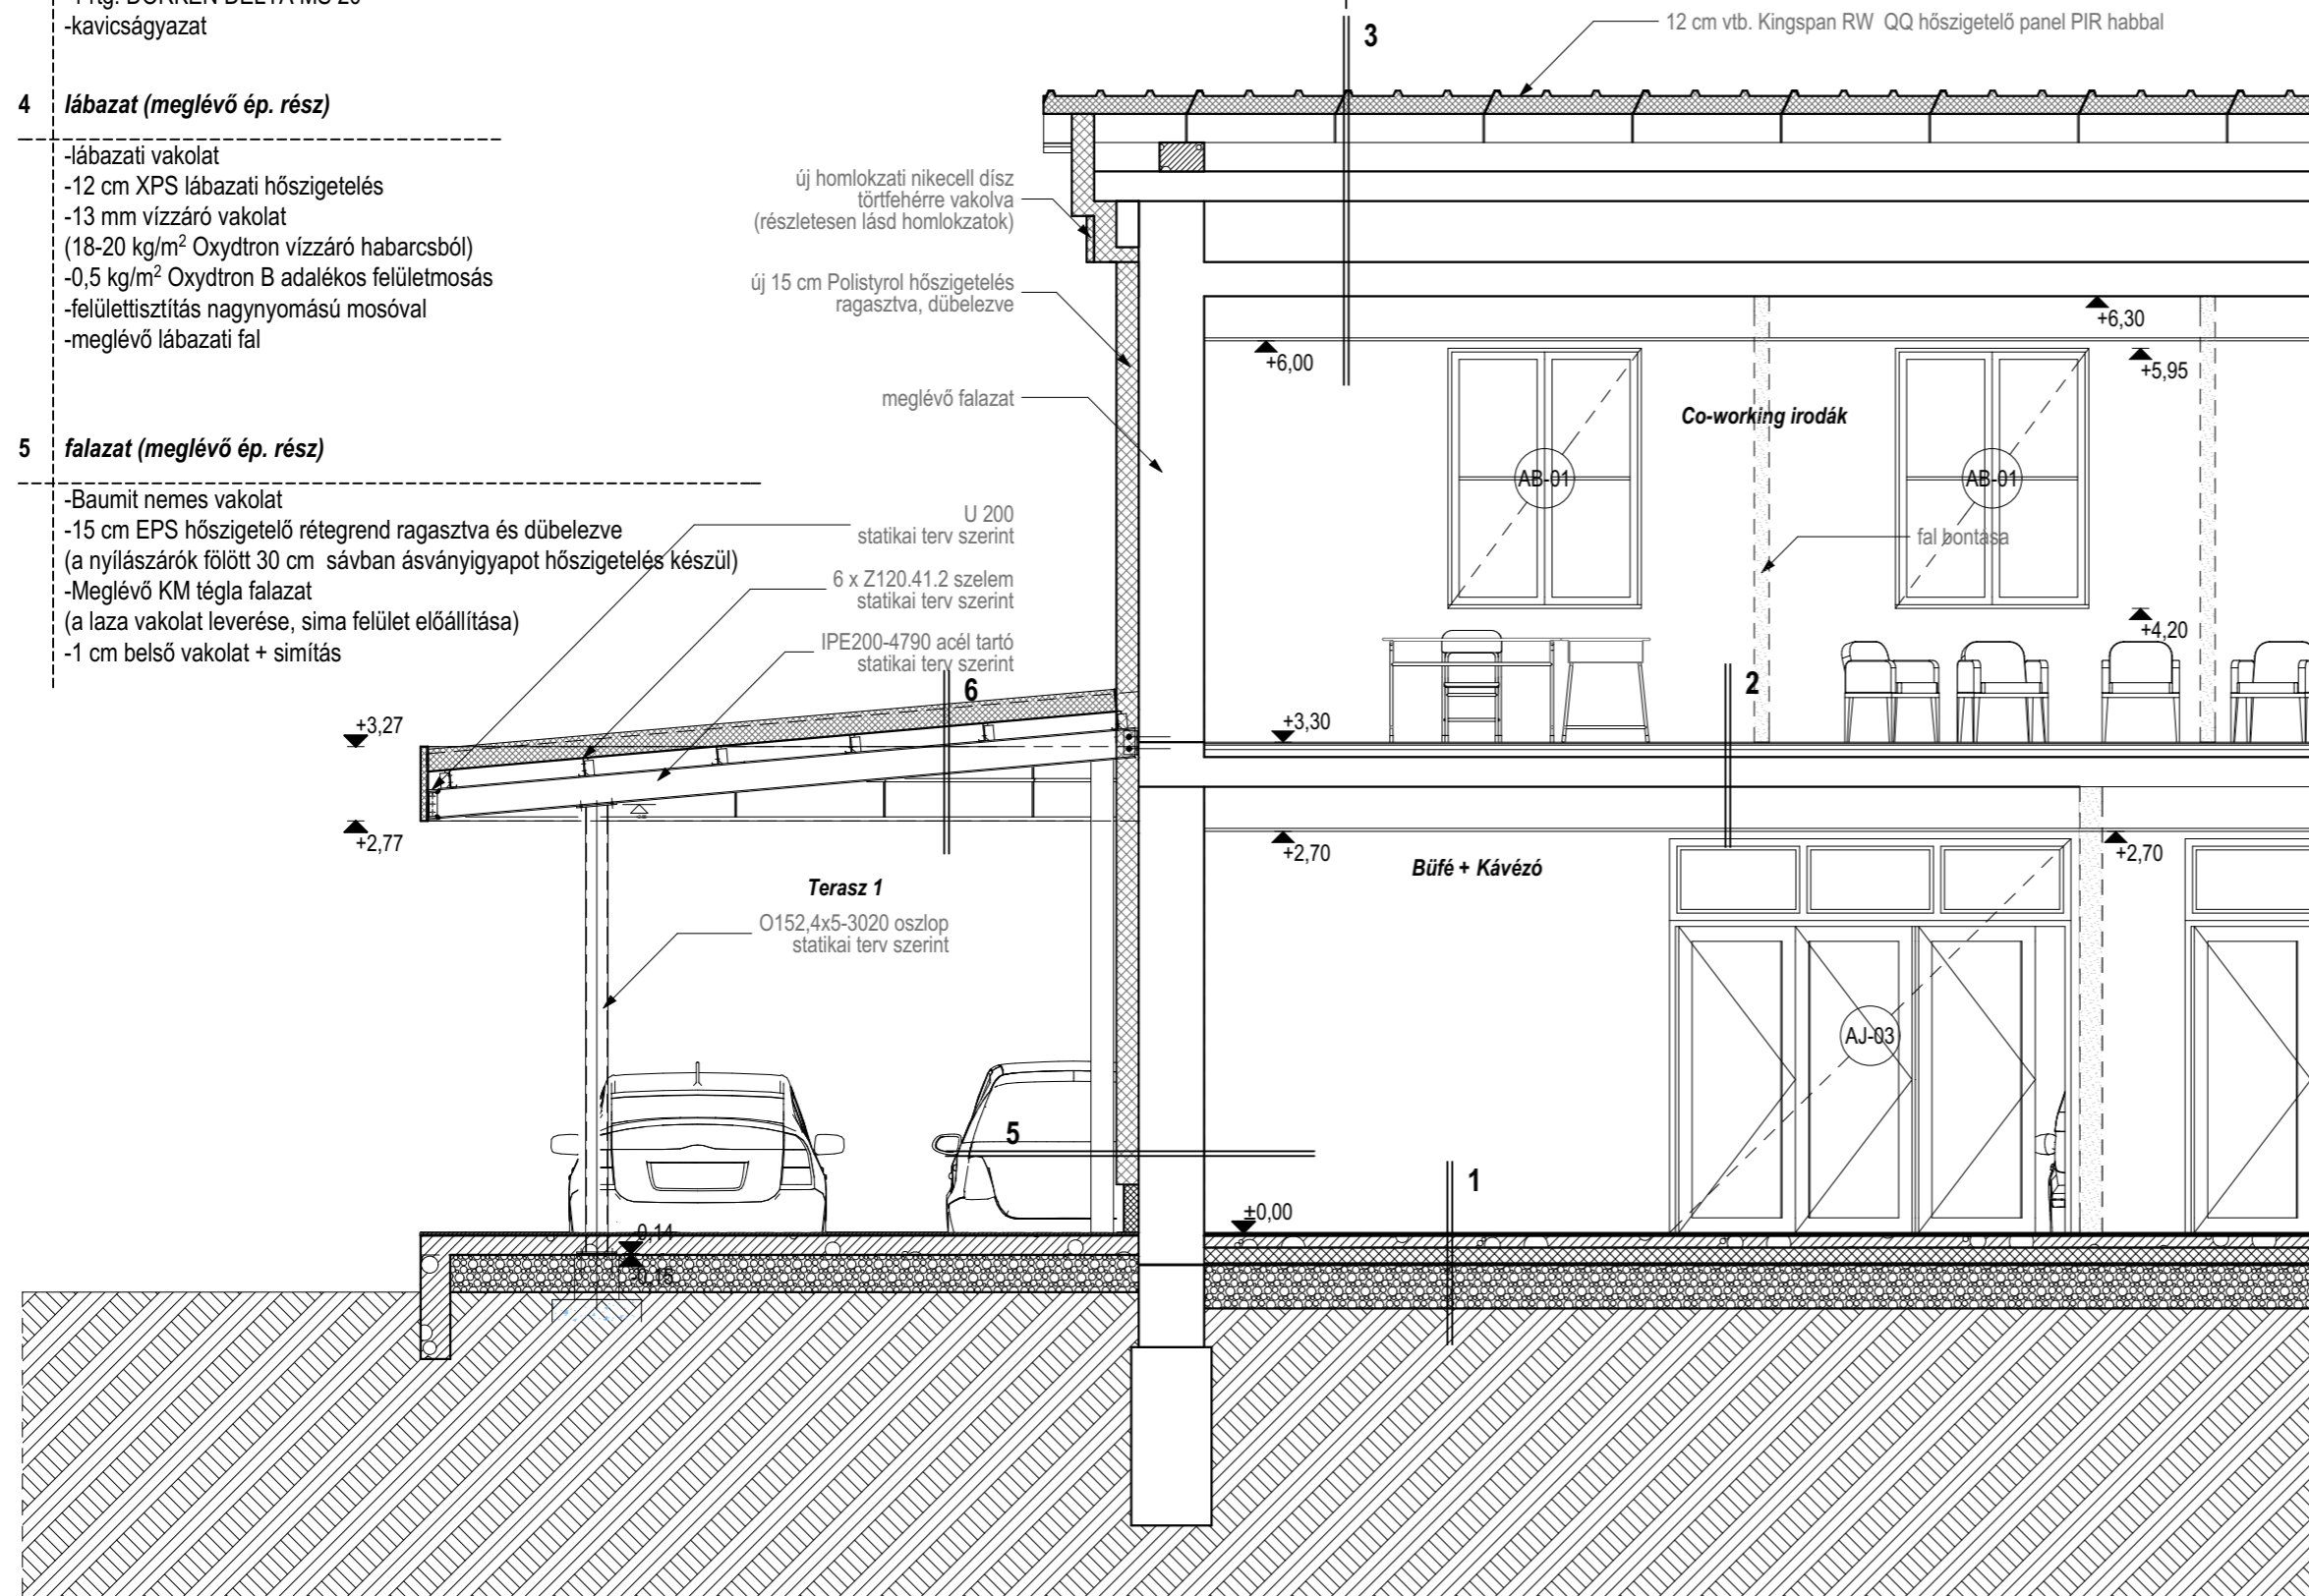 -kavicságyazat
4 lábazat (meglévő ép. rész)
-lábazati vakolat
-12 cm XPS lábazati hőszigetelés
-13 mm vízzáró vakolat
(18-20 kg/m² Oxydtron vízzáró habarcsból)
-0,5 kg/m² Oxydtron B adalékos felületmosás
-felülettisztítás nagynyomású mosóval
-meglévő lábazati fal
5 falazat (meglévő ép. rész)
-Baumit nemes vakolat
-15 cm EPS hőszigetelő rétegrend ragasztva és dübelezve
(a nyílászárók fölött 30 cm sávban ásványigyapot hőszigetelés készül)
-Meglévő KM tégla falazat
(a laza vakolat leverése, sima felület előállítása)
-1 cm belső vakolat + simítás
3
12 cm vtb. Kingspan RW QQ hőszigetelő panel PIR habbal
új homlokzati nikecell dísz
törtfehérre vakolva
(részletesen lásd homlokzatok)
új 15 cm Polistyrol hőszigetelés
ragasztva, dübelezve
meglévő falazat
U 200
statikai terv szerint
6 x Z120.41.2 szelem
statikai terv szerint
IPE200-4790 acél tartó
statikai terv szerint
+6,30
+6,00
+5,95
Co-working irodák
AB-01
AB-01
fal bontása
+4,20
6
2
+3,27
+3,30
+2,77
+2,70
+2,70
Büfé + Kávézó
Terasz 1
O152,4x5-3020 oszlop
statikai terv szerint
AJ-03
5
1
±0,00
-0,14
-0,15